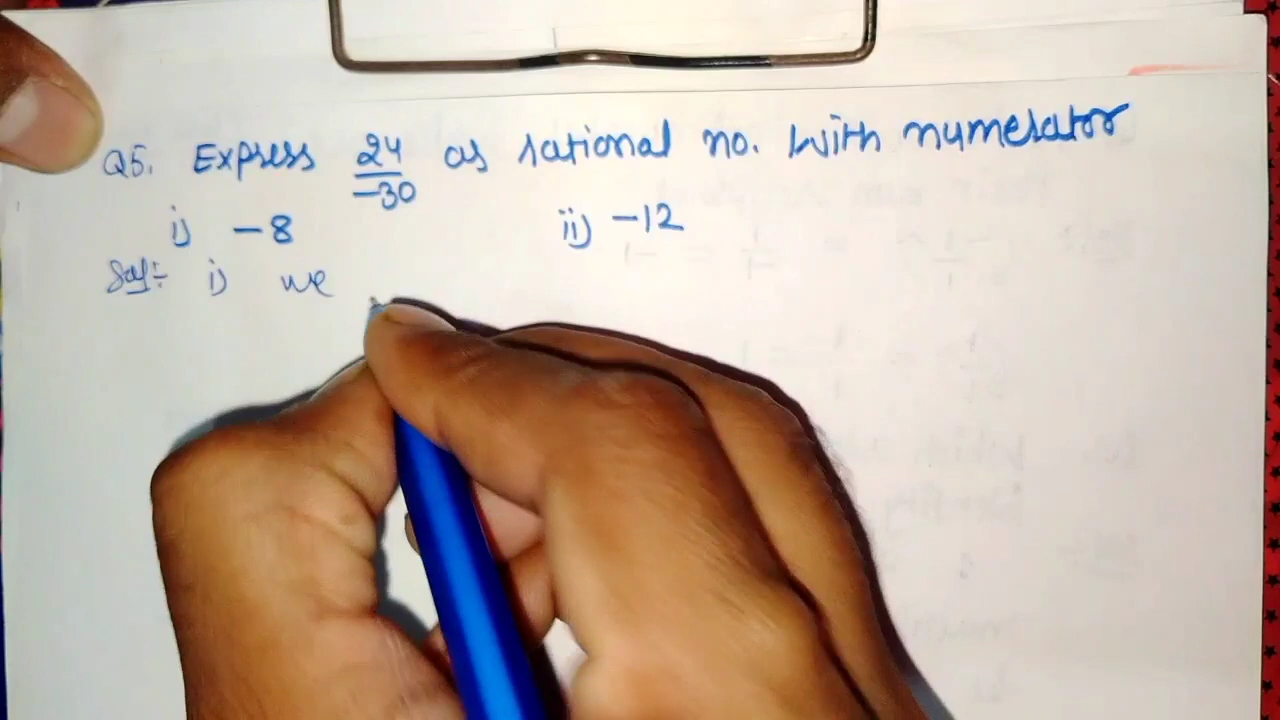 Q5. Express 24/-30 as rational no. with numerator
i) -8 ii) -12
Sol:- i) we